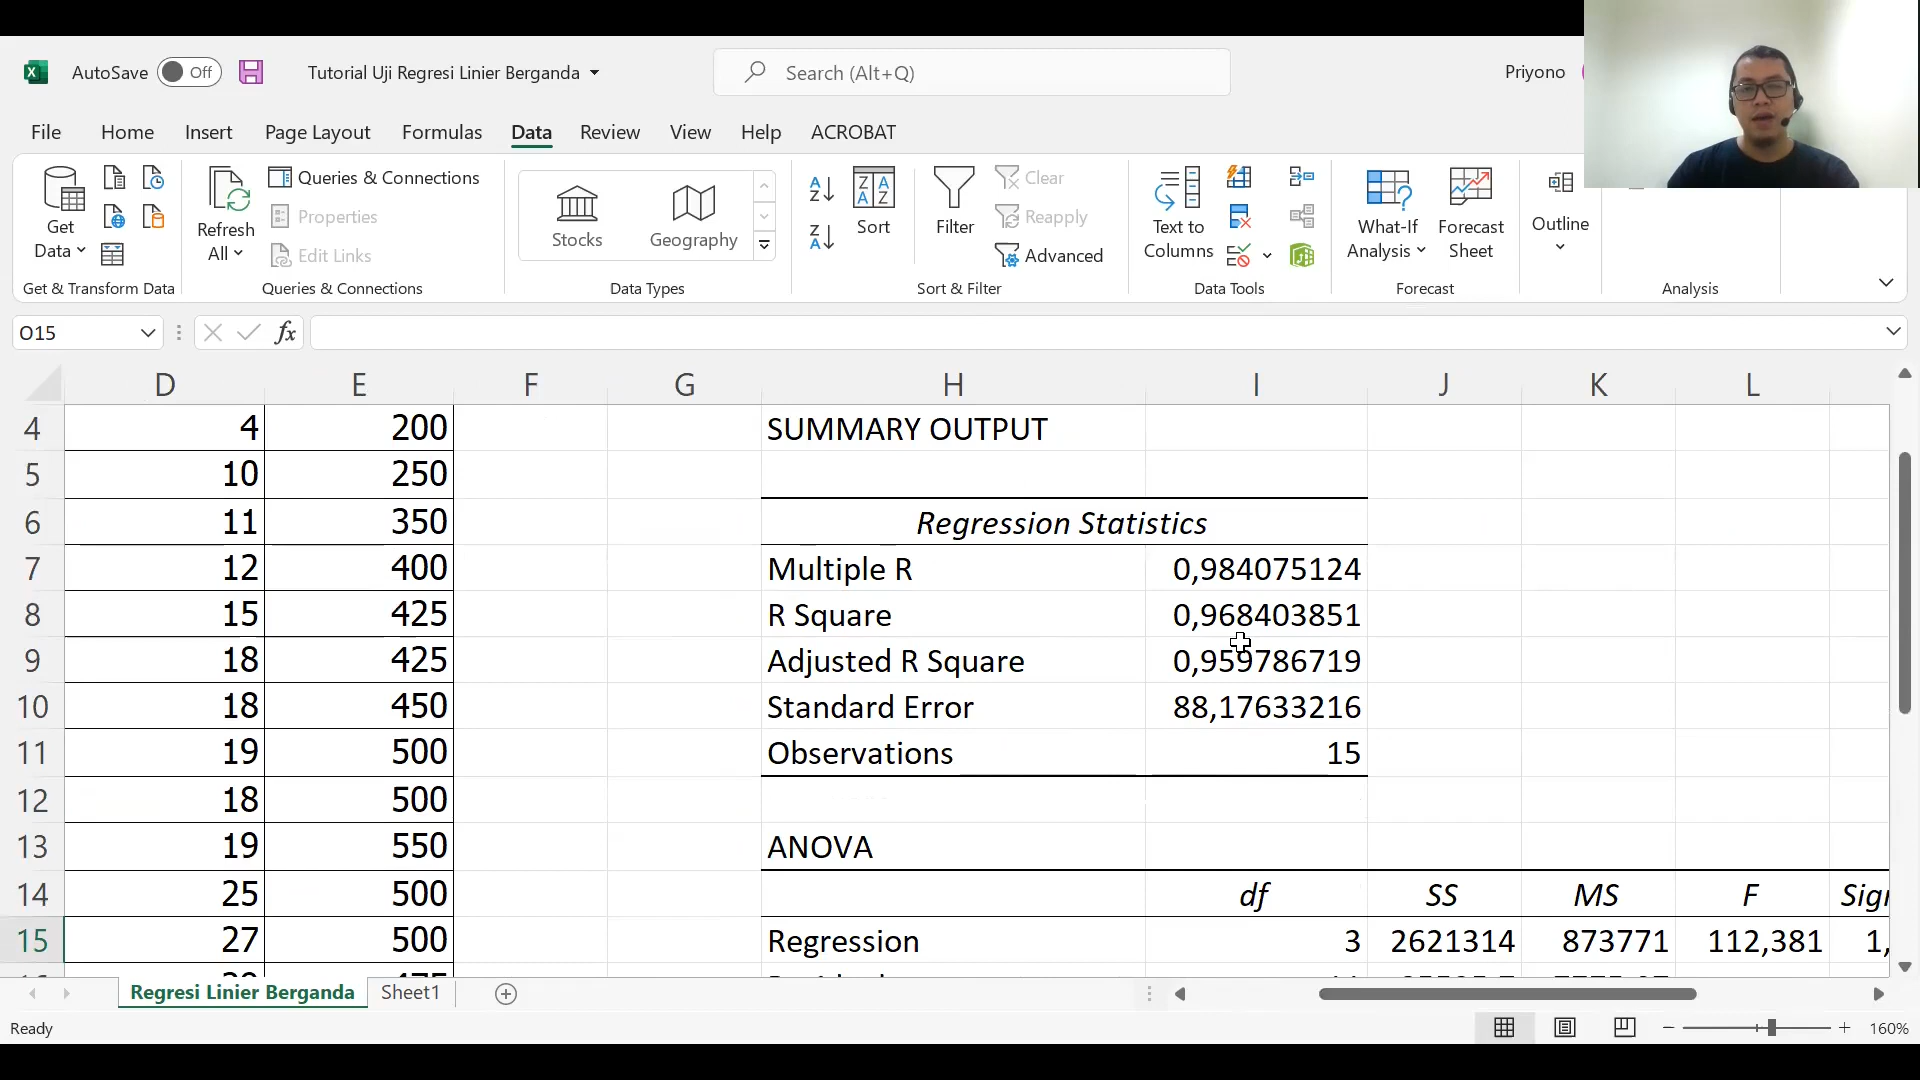 AutoSave Off Tutorial Uji Regresi Linier Berganda Search (Alt+Q) Priyono
File Home Insert Page Layout Formulas Data Review View Help ACROBAT
Get Data
Refresh All
Queries & Connections
Properties
Edit Links
Stocks
Geography
Sort
Filter
Clear
Reapply
Advanced
Text to Columns
What-If Analysis
Forecast Sheet
Outline
Get & Transform Data Queries & Connections Data Types Sort & Filter Data Tools Forecast Analysis
O15 fx
D E F G H I J K L
4 4 200 SUMMARY OUTPUT
5 10 250
6 11 350 Regression Statistics
7 12 400 Multiple R 0,984075124
8 15 425 R Square 0,968403851
9 18 425 Adjusted R Square 0,959786719
10 18 450 Standard Error 88,17633216
11 19 500 Observations 15
12 18 500
13 19 550 ANOVA
14 25 500 df SS MS F
15 27 500 Regression 3 2621314 873771 112,381 1,
Regresi Linier Berganda Sheet1
Ready 160%